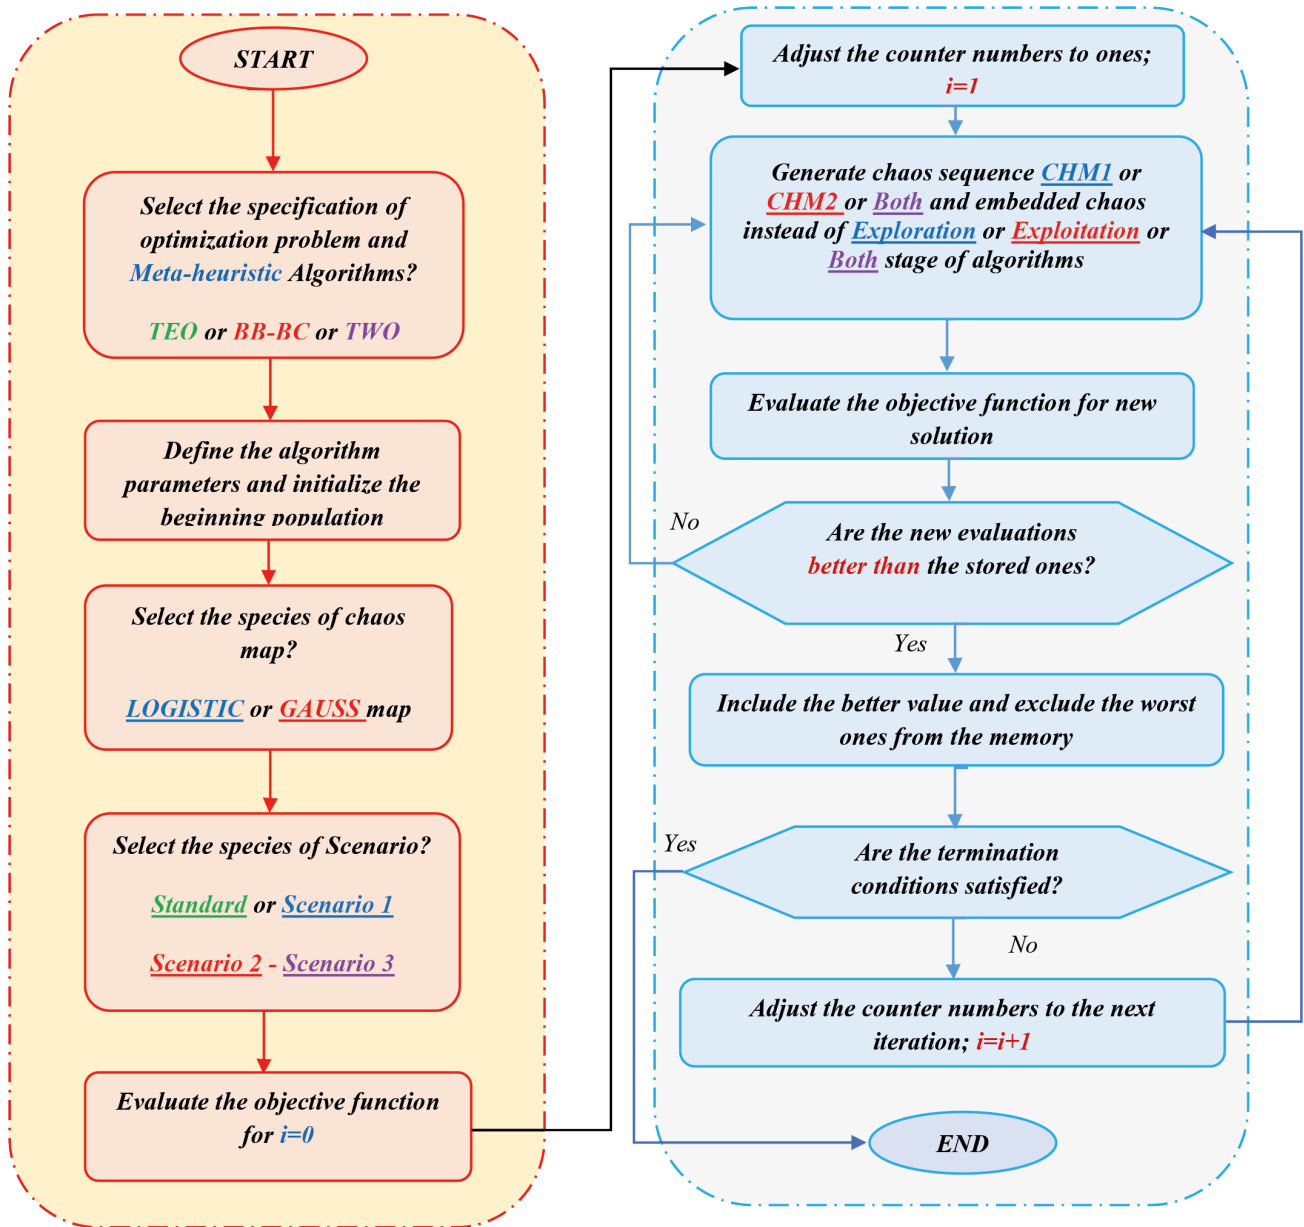 START
Select the specification of
optimization problem and
Meta-heuristic Algorithms?
TEO or BB-BC or TWO
Define the algorithm
parameters and initialize the
beginning population
Select the species of chaos
map?
LOGISTIC or GAUSS map
Select the species of Scenario?
Standard or Scenario 1
Scenario 2 - Scenario 3
Evaluate the objective function
for i=0
Adjust the counter numbers to ones;
i=1
Generate chaos sequence CHM1 or
CHM2 or Both and embedded chaos
instead of Exploration or Exploitation or
Both stage of algorithms
Evaluate the objective function for new
solution
No
Are the new evaluations
better than the stored ones?
Yes
Include the better value and exclude the worst
ones from the memory
Yes
Are the termination
conditions satisfied?
No
Adjust the counter numbers to the next
iteration; i=i+1
END